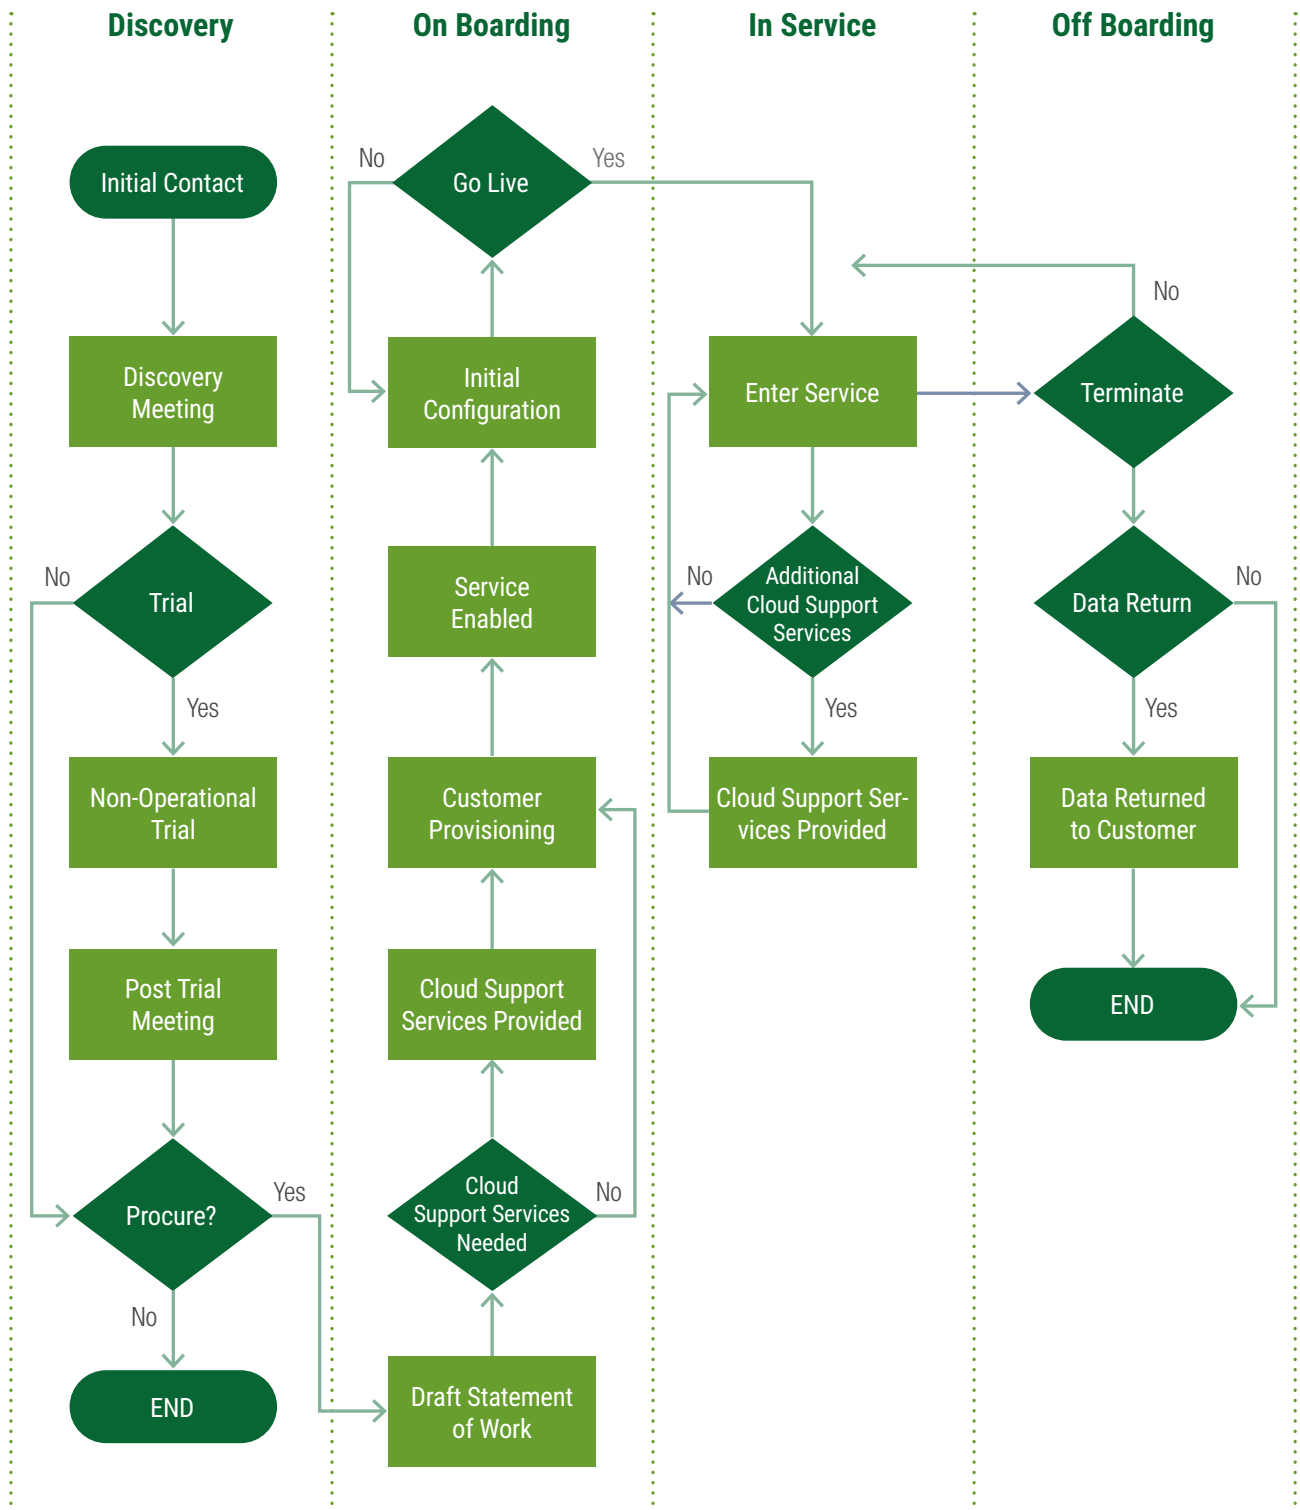 Discovery
On Boarding
In Service
Off Boarding
Initial Contact
Discovery
Meeting
No
Trial
Yes
Non-Operational
Trial
Post Trial
Meeting
Procure?
Yes
No
END
No
Go Live
Yes
Initial
Configuration
Service
Enabled
Customer
Provisioning
Cloud Support
Services Provided
Cloud
Support Services
Needed
No
Draft Statement
of Work
Enter Service
No
Additional
Cloud Support
Services
Yes
Cloud Support Ser-
vices Provided
No
Terminate
Data Return
No
Yes
Data Returned
to Customer
END